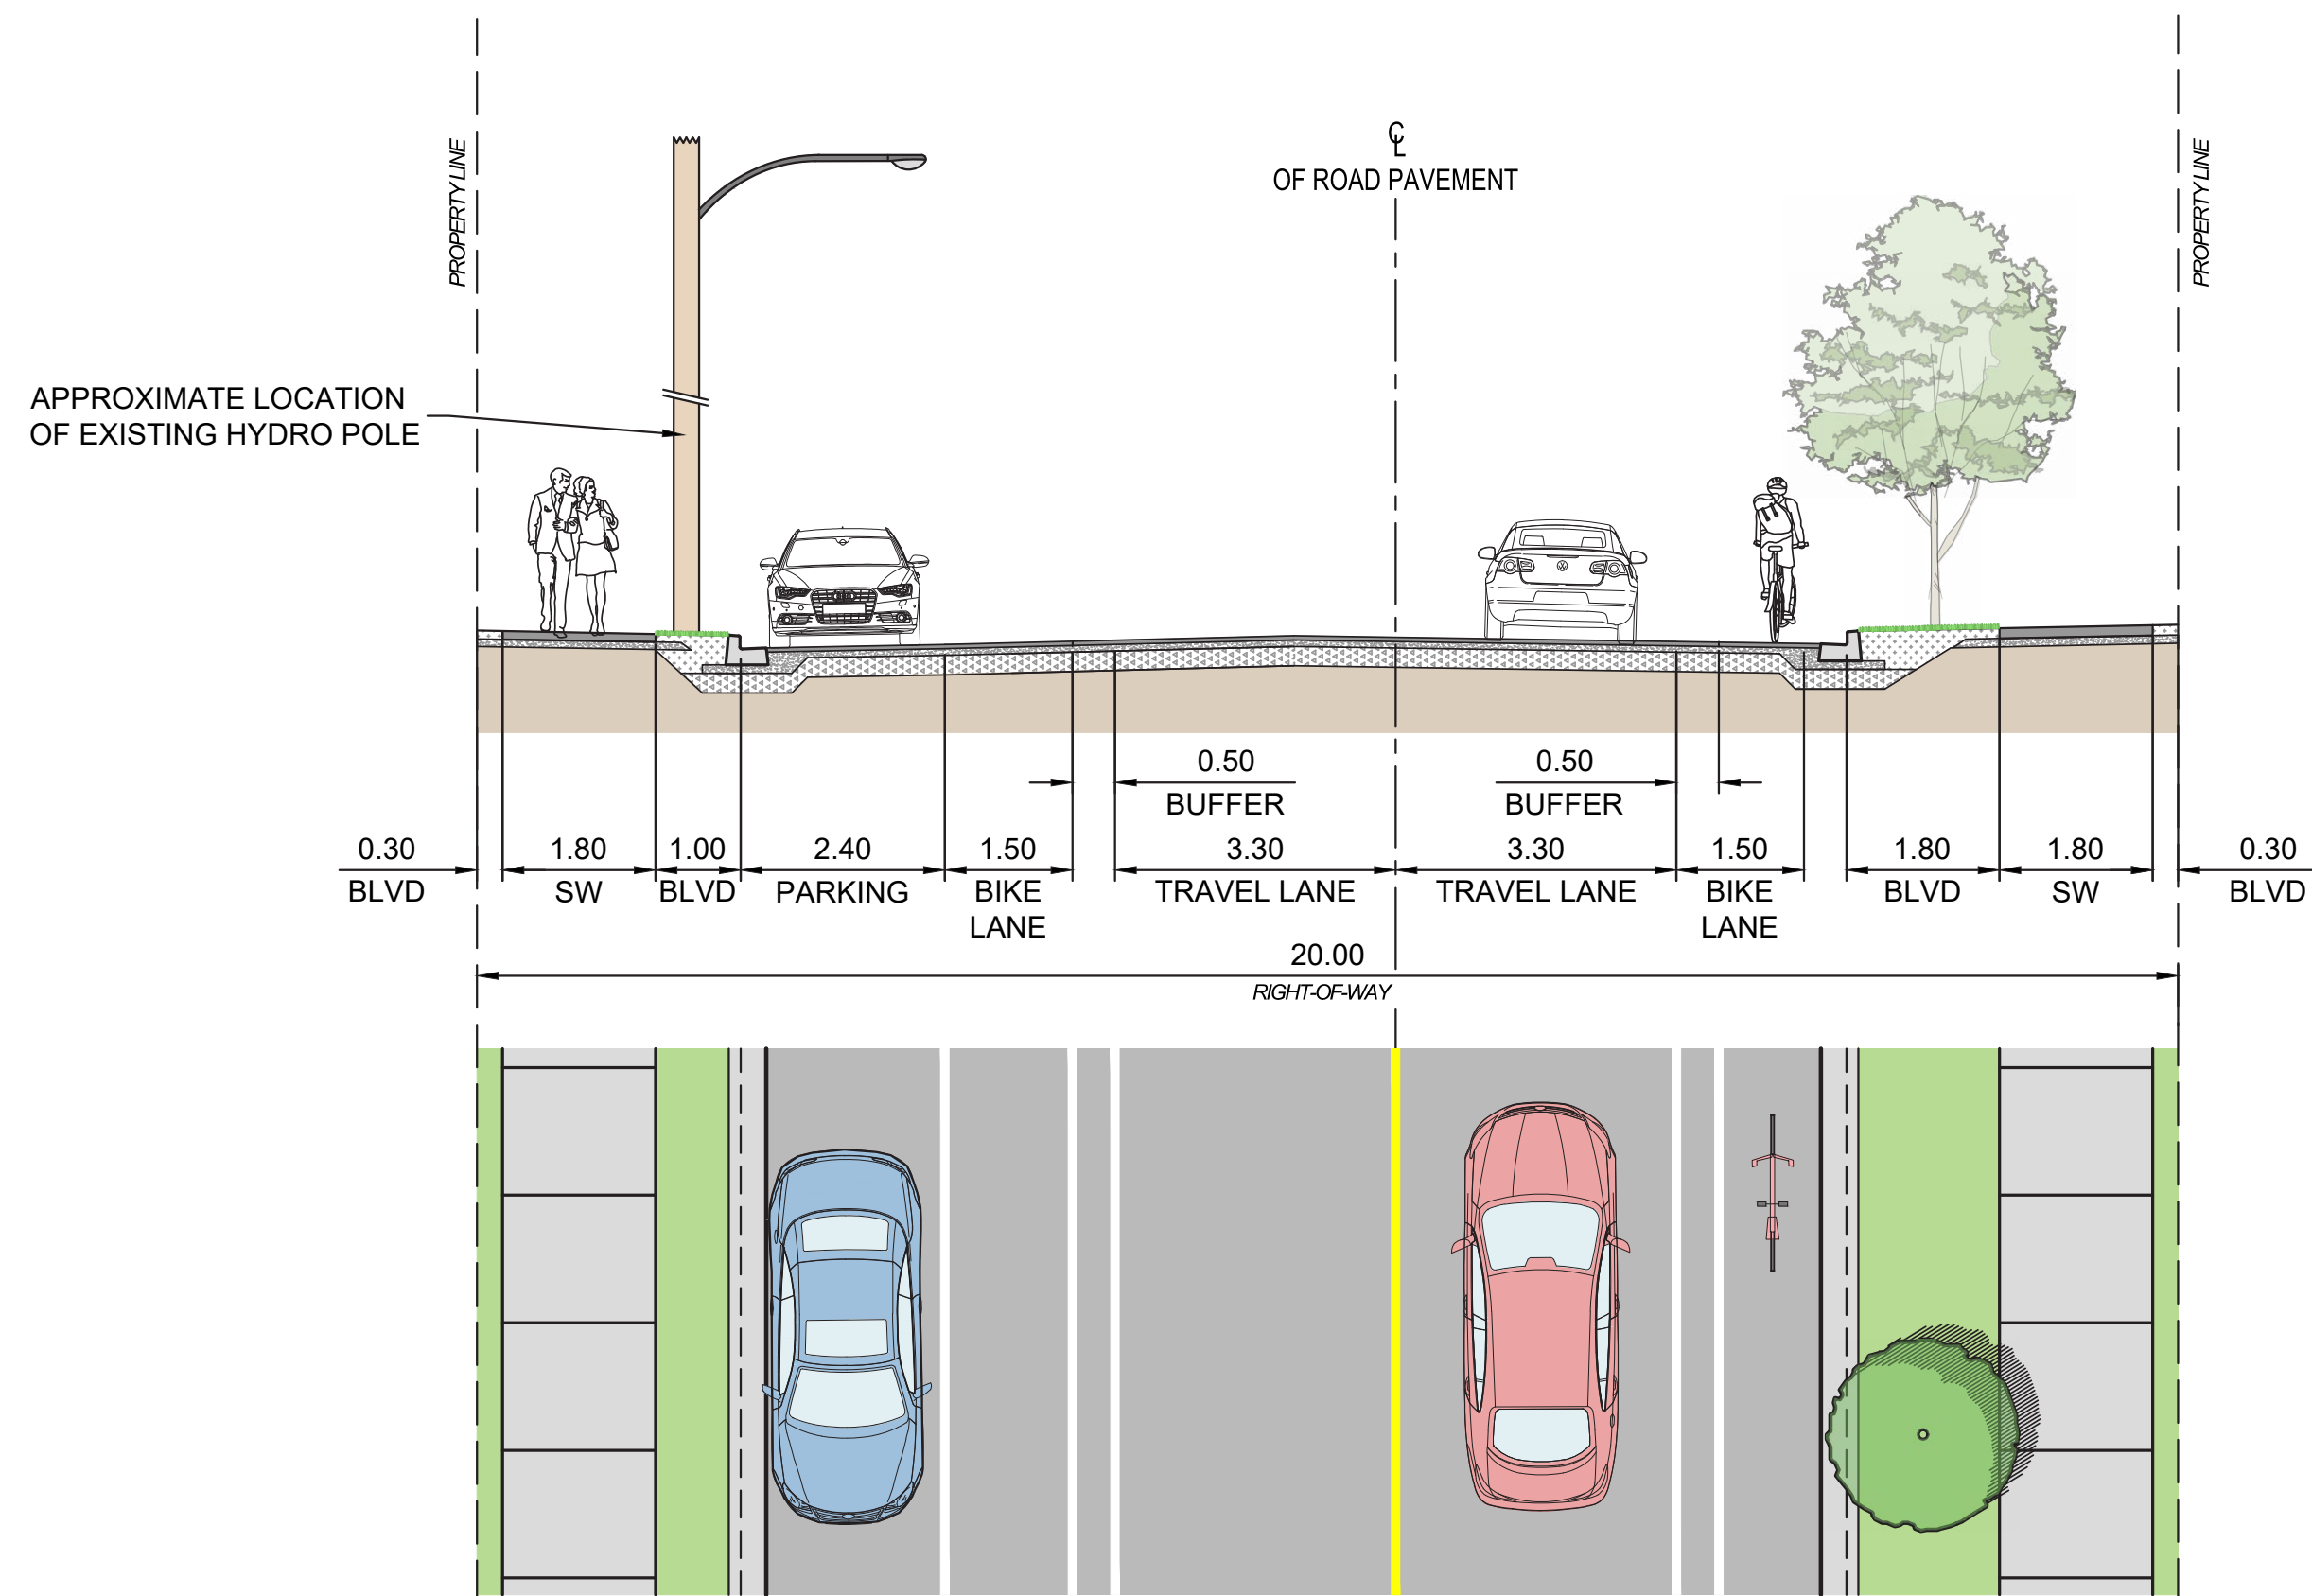 PROPERTY LINE
℄
OF ROAD PAVEMENT
PROPERTY LINE
APPROXIMATE LOCATION
OF EXISTING HYDRO POLE
0.50
BUFFER
0.50
BUFFER
0.30
BLVD
1.80
SW
1.00
BLVD
2.40
PARKING
1.50
BIKE
LANE
3.30
TRAVEL LANE
3.30
TRAVEL LANE
1.50
BIKE
LANE
1.80
BLVD
1.80
SW
0.30
BLVD
20.00
RIGHT-OF-WAY